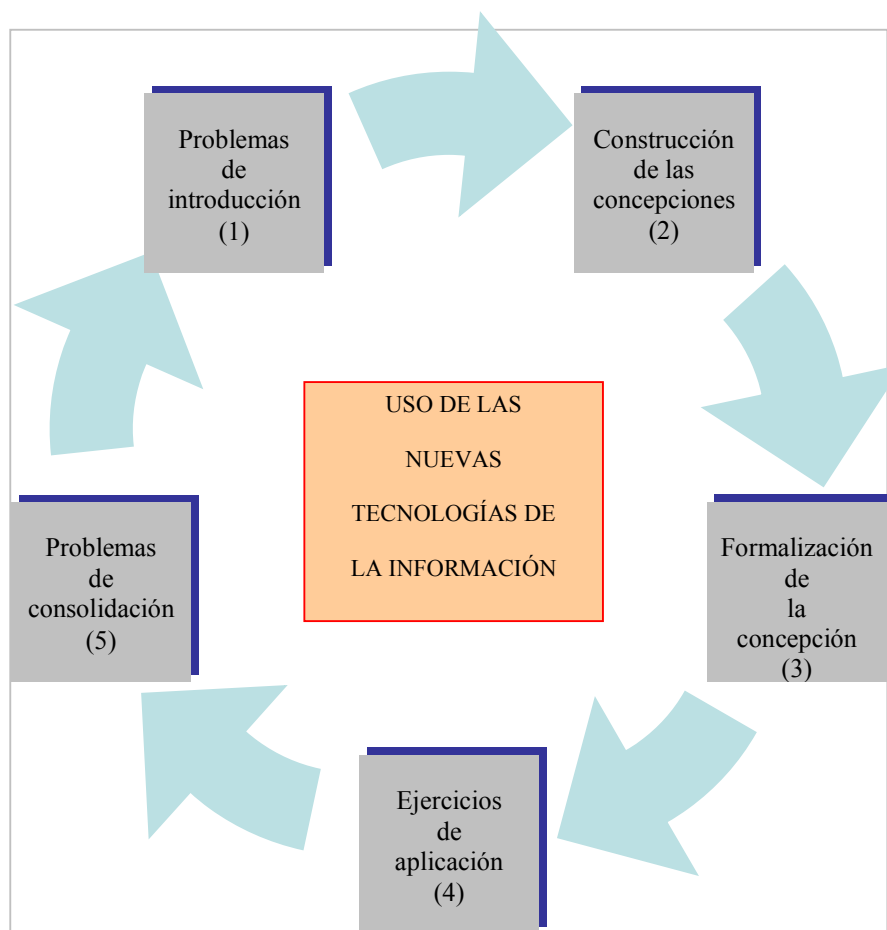 Problemas
de
introducción
(1)
Construcción
de las
concepciones
(2)
USO DE LAS
NUEVAS
TECNOLOGÍAS DE
LA INFORMACIÓN
Formalización
de
la
concepción
(3)
Ejercicios
de
aplicación
(4)
Problemas
de
consolidación
(5)